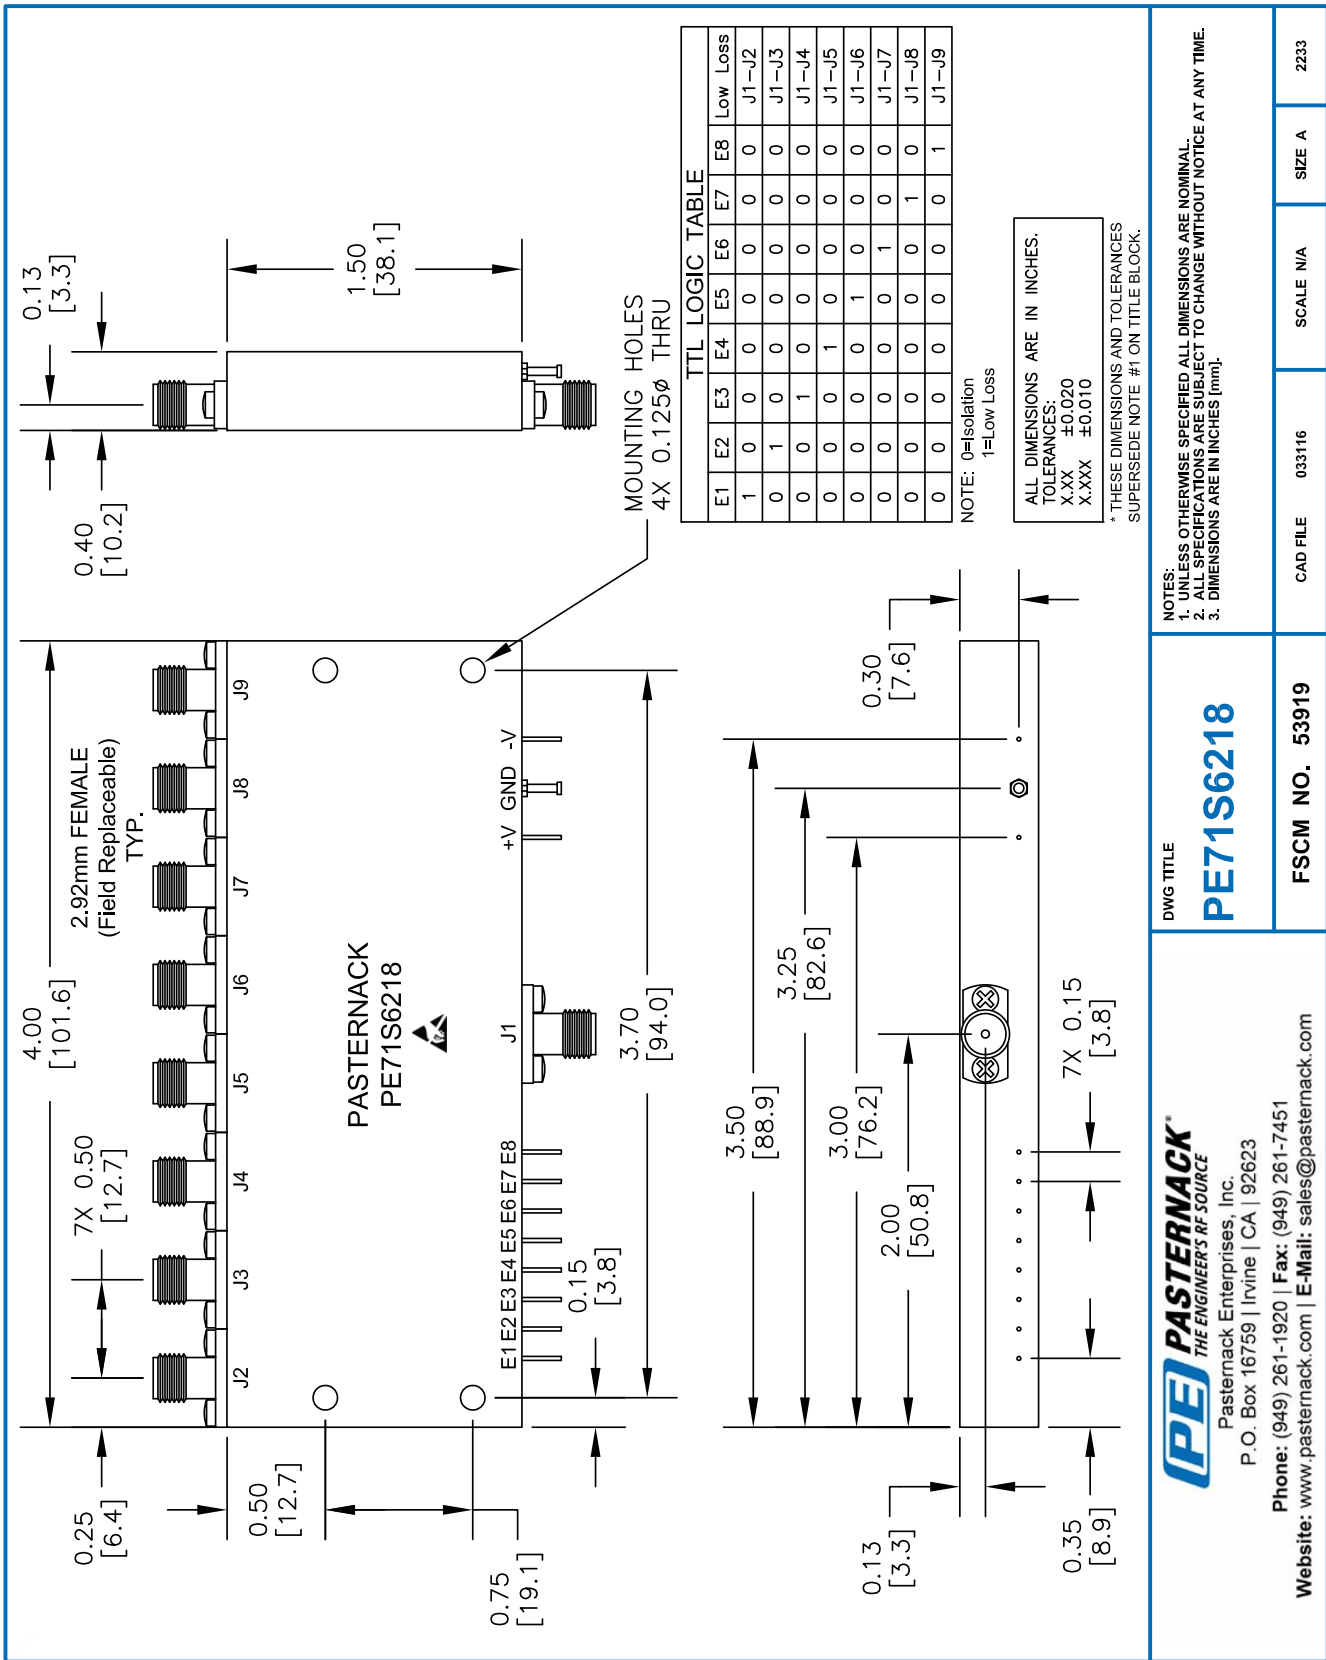 4.00
[101.6]
0.25
[6.4]
7X 0.50
[12.7]
2.92mm FEMALE
(Field Replaceable)
TYP.
J2 J3 J4 J5 J6 J7 J8 J9
0.50
[12.7]
0.75
[19.1]
PASTERNACK
PE71S6218
E1 E2 E3 E4 E5 E6 E7 E8
J1
+V GND -V
0.15
[3.8]
3.70
[94.0]
0.40
[10.2]
0.13
[3.3]
1.50
[38.1]
MOUNTING HOLES
4X 0.125ø THRU
TTL LOGIC TABLE
E1 E2 E3 E4 E5 E6 E7 E8 Low Loss
1 0 0 0 0 0 0 0 J1-J2
0 1 0 0 0 0 0 0 J1-J3
0 0 1 0 0 0 0 0 J1-J4
0 0 0 1 0 0 0 0 J1-J5
0 0 0 0 1 0 0 0 J1-J6
0 0 0 0 0 1 0 0 J1-J7
0 0 0 0 0 0 1 0 J1-J8
0 0 0 0 0 0 0 1 J1-J9
NOTE: 0=Isolation
1=Low Loss
3.50
[88.9]
3.25
[82.6]
3.00
[76.2]
2.00
[50.8]
0.30
[7.6]
0.13
[3.3]
0.35
[8.9]
7X 0.15
[3.8]
ALL DIMENSIONS ARE IN INCHES.
TOLERANCES:
X.XX ±0.020
X.XXX ±0.010
* THESE DIMENSIONS AND TOLERANCES
SUPERSEDE NOTE #1 ON TITLE BLOCK.
PE PASTERNACK®
THE ENGINEER'S RF SOURCE
Pasternack Enterprises, Inc.
P.O. Box 16759 | Irvine | CA | 92623
Phone: (949) 261-1920 | Fax: (949) 261-7451
Website: www.pasternack.com | E-Mail: sales@pasternack.com
DWG TITLE
PE71S6218
FSCM NO. 53919
NOTES:
1. UNLESS OTHERWISE SPECIFIED ALL DIMENSIONS ARE NOMINAL.
2. ALL SPECIFICATIONS ARE SUBJECT TO CHANGE WITHOUT NOTICE AT ANY TIME.
3. DIMENSIONS ARE IN INCHES [mm].
CAD FILE 033116
SCALE N/A
SIZE A
2233